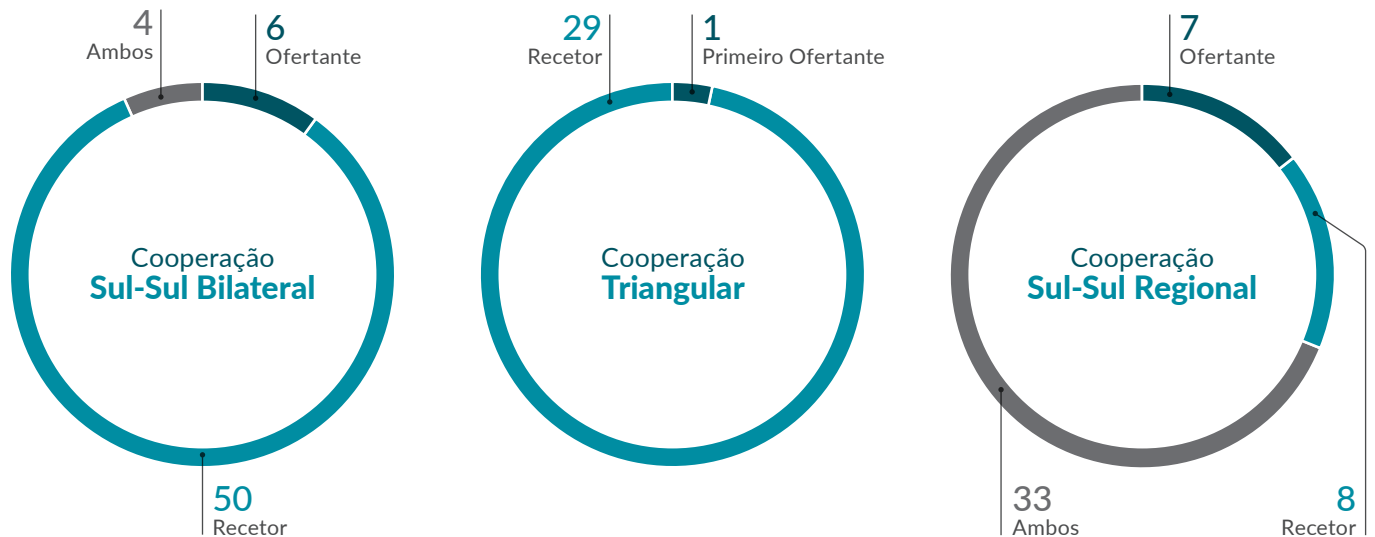 4
Ambos
6
Ofertante
Cooperação
Sul-Sul Bilateral
50
Recetor
29
Recetor
1
Primeiro Ofertante
Cooperação
Triangular
7
Ofertante
Cooperação
Sul-Sul Regional
33
Ambos
8
Recetor